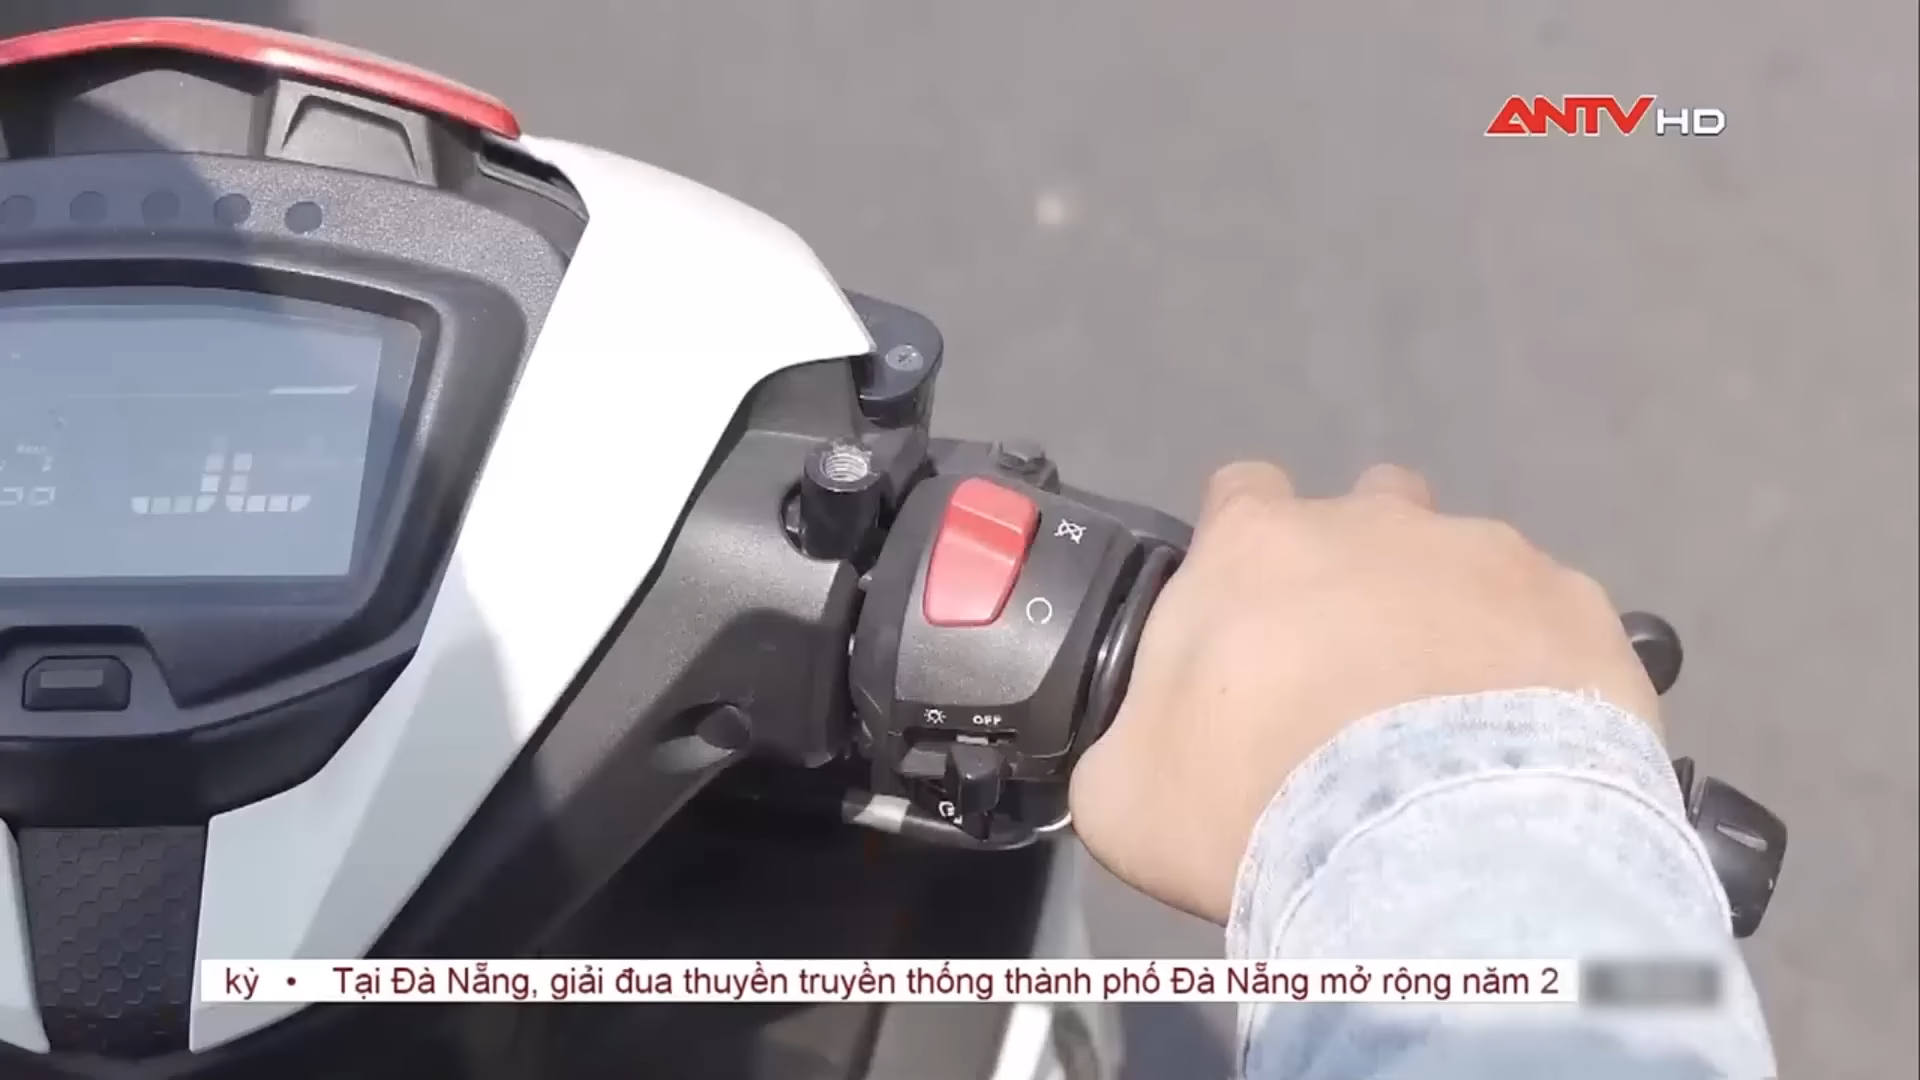 ANTV HD
OFF
kỳ • Tại Đà Nẵng, giải đua thuyền truyền thống thành phố Đà Nẵng mở rộng năm 2